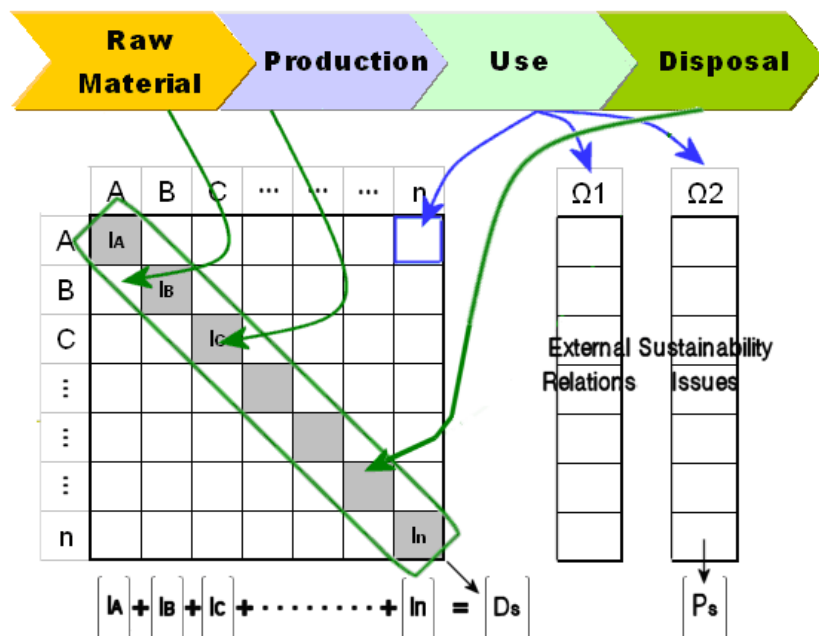 Raw
Material
Production
Use
Disposal
A B C ... ... ... n
Ω1
Ω2
A
IA
B
IB
C
IC
⋮
⋮
⋮
n
In
External
Relations
Sustainability
Issues
[IA] + [IB] + [IC] + · · · · · · · · + [In] = [Ds]
[Ps]